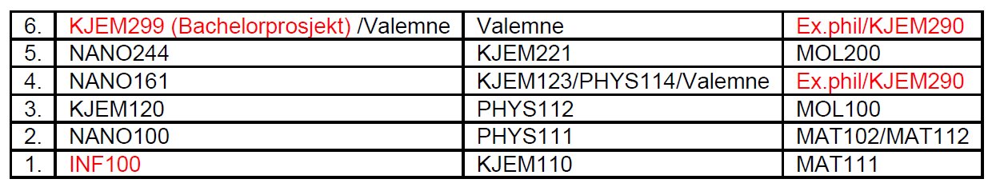 6. KJEM299 (Bachelorprosjekt) /Valemne Valemne Ex.phil/KJEM290
5. NANO244 KJEM221 MOL200
4. NANO161 KJEM123/PHYS114/Valemne Ex.phil/KJEM290
3. KJEM120 PHYS112 MOL100
2. NANO100 PHYS111 MAT102/MAT112
1. INF100 KJEM110 MAT111